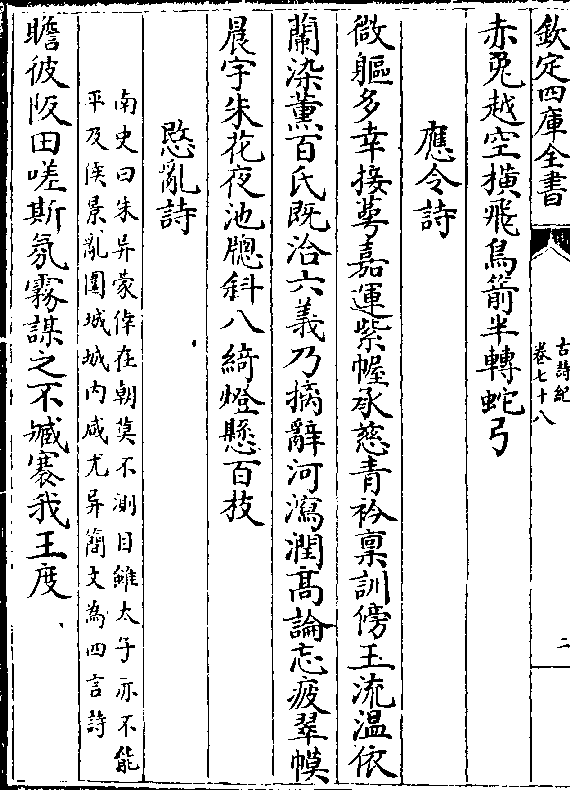 欽定四庫全書
古詩紀
卷七十八
二
赤兎越空横飛鳥箭半轉蛇弓
應令詩
微軀多幸接萼嘉運紫幄承慈青衿稟訓傍玉流温依
蘭染薫百氏既洽六義乃摛辭河瀉潤髙論忘疲翠幙
晨宇朱花夜池牕斜八綺燈懸百枝
愍亂詩
南史曰朱异蒙倖在朝莫不測目雖太子亦不能
平及侯景亂圍城城内咸尤异簡文為四言詩
瞻彼阪田嗟斯氛霧謀之不臧褰我王度